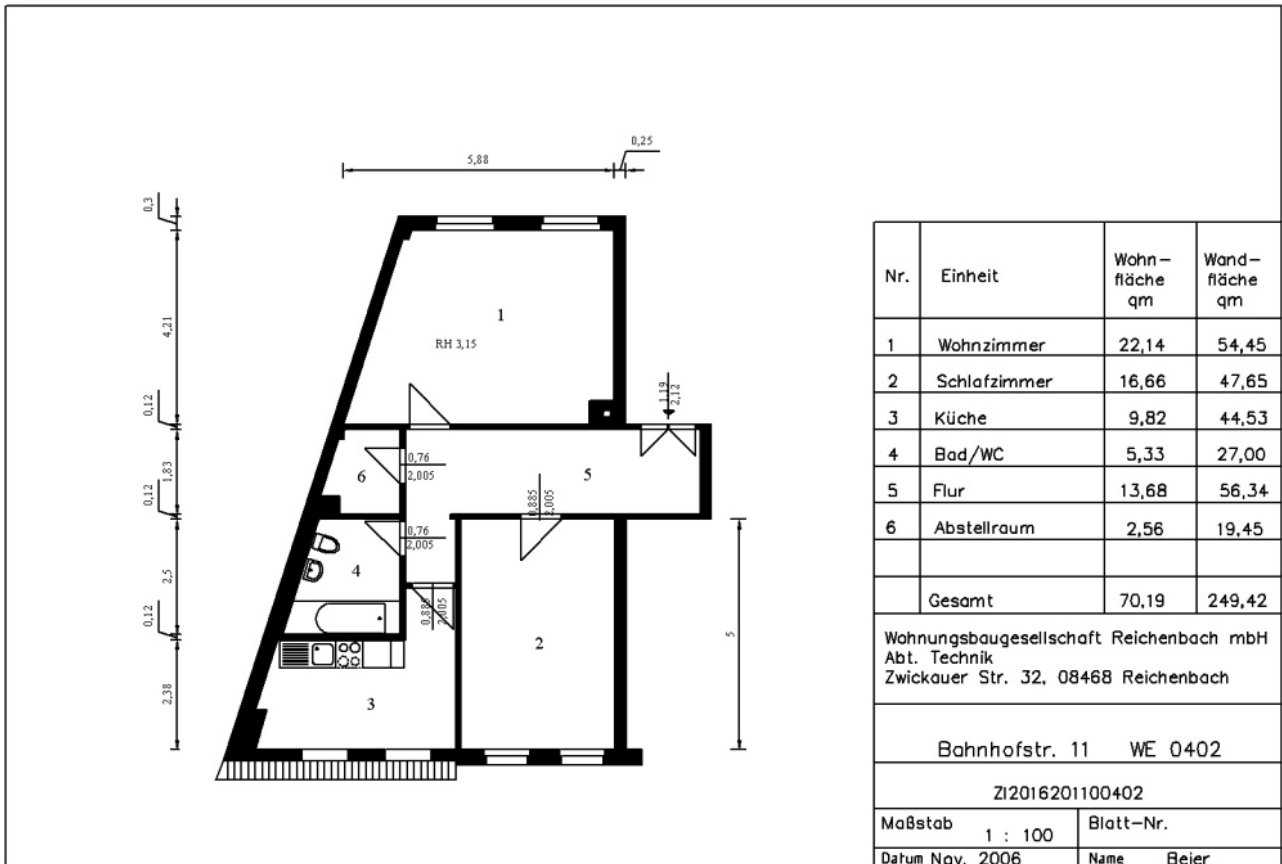 0,25
5,88
0,3
4,21
0,12
1,83
0,12
2,5
0,12
2,38
1
RH 3,15
1,19
2,12
6
0,76
2,005
5
0,885
2,005
0,76
2,005
4
0,885
2,005
2
5
3
Nr. Einheit Wohn- fläche qm Wand- fläche qm
1 Wohnzimmer 22,14 54,45
2 Schlafzimmer 16,66 47,65
3 Küche 9,82 44,53
4 Bad/WC 5,33 27,00
5 Flur 13,68 56,34
6 Abstellraum 2,56 19,45
Gesamt 70,19 249,42
Wohnungsbaugesellschaft Reichenbach mbH
Abt. Technik
Zwickauer Str. 32, 08468 Reichenbach
Bahnhofstr. 11 WE 0402
ZI2016201100402
Maßstab 1 : 100 Blatt-Nr.
Datum Nov. 2006 Name Beier